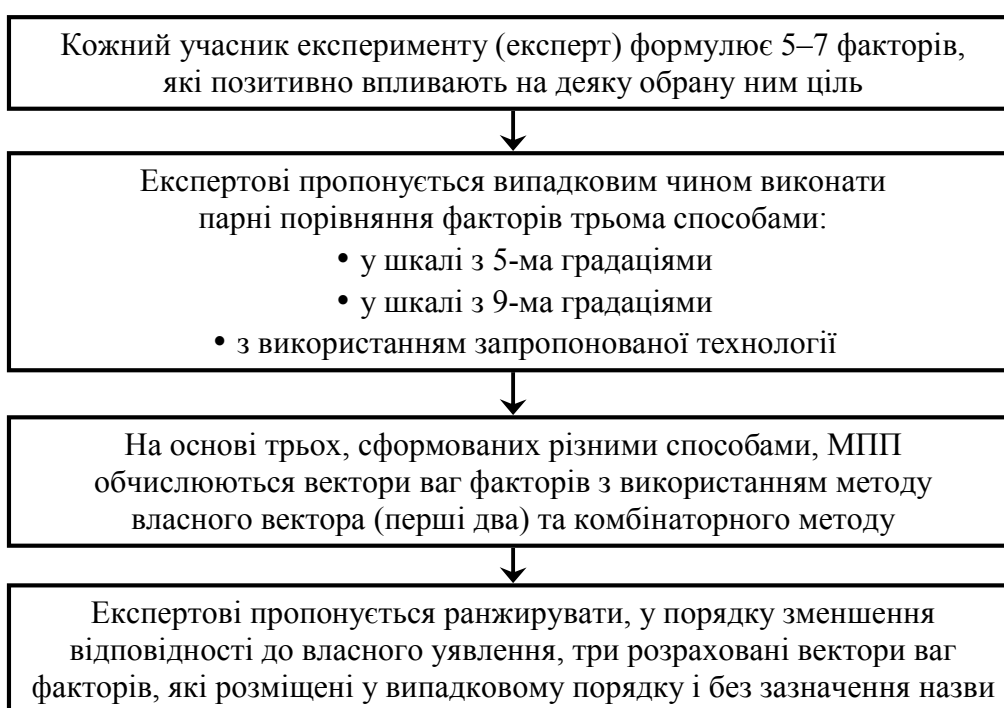 Кожний учасник експерименту (експерт) формулює 5–7 факторів,
які позитивно впливають на деяку обрану ним ціль
Експертові пропонується випадковим чином виконати
парні порівняння факторів трьома способами:
• у шкалі з 5-ма градаціями
• у шкалі з 9-ма градаціями
• з використанням запропонованої технології
На основі трьох, сформованих різними способами, МПП
обчислюються вектори ваг факторів з використанням методу
власного вектора (перші два) та комбінаторного методу
Експертові пропонується ранжирувати, у порядку зменшення
відповідності до власного уявлення, три розраховані вектори ваг
факторів, які розміщені у випадковому порядку і без зазначення назви